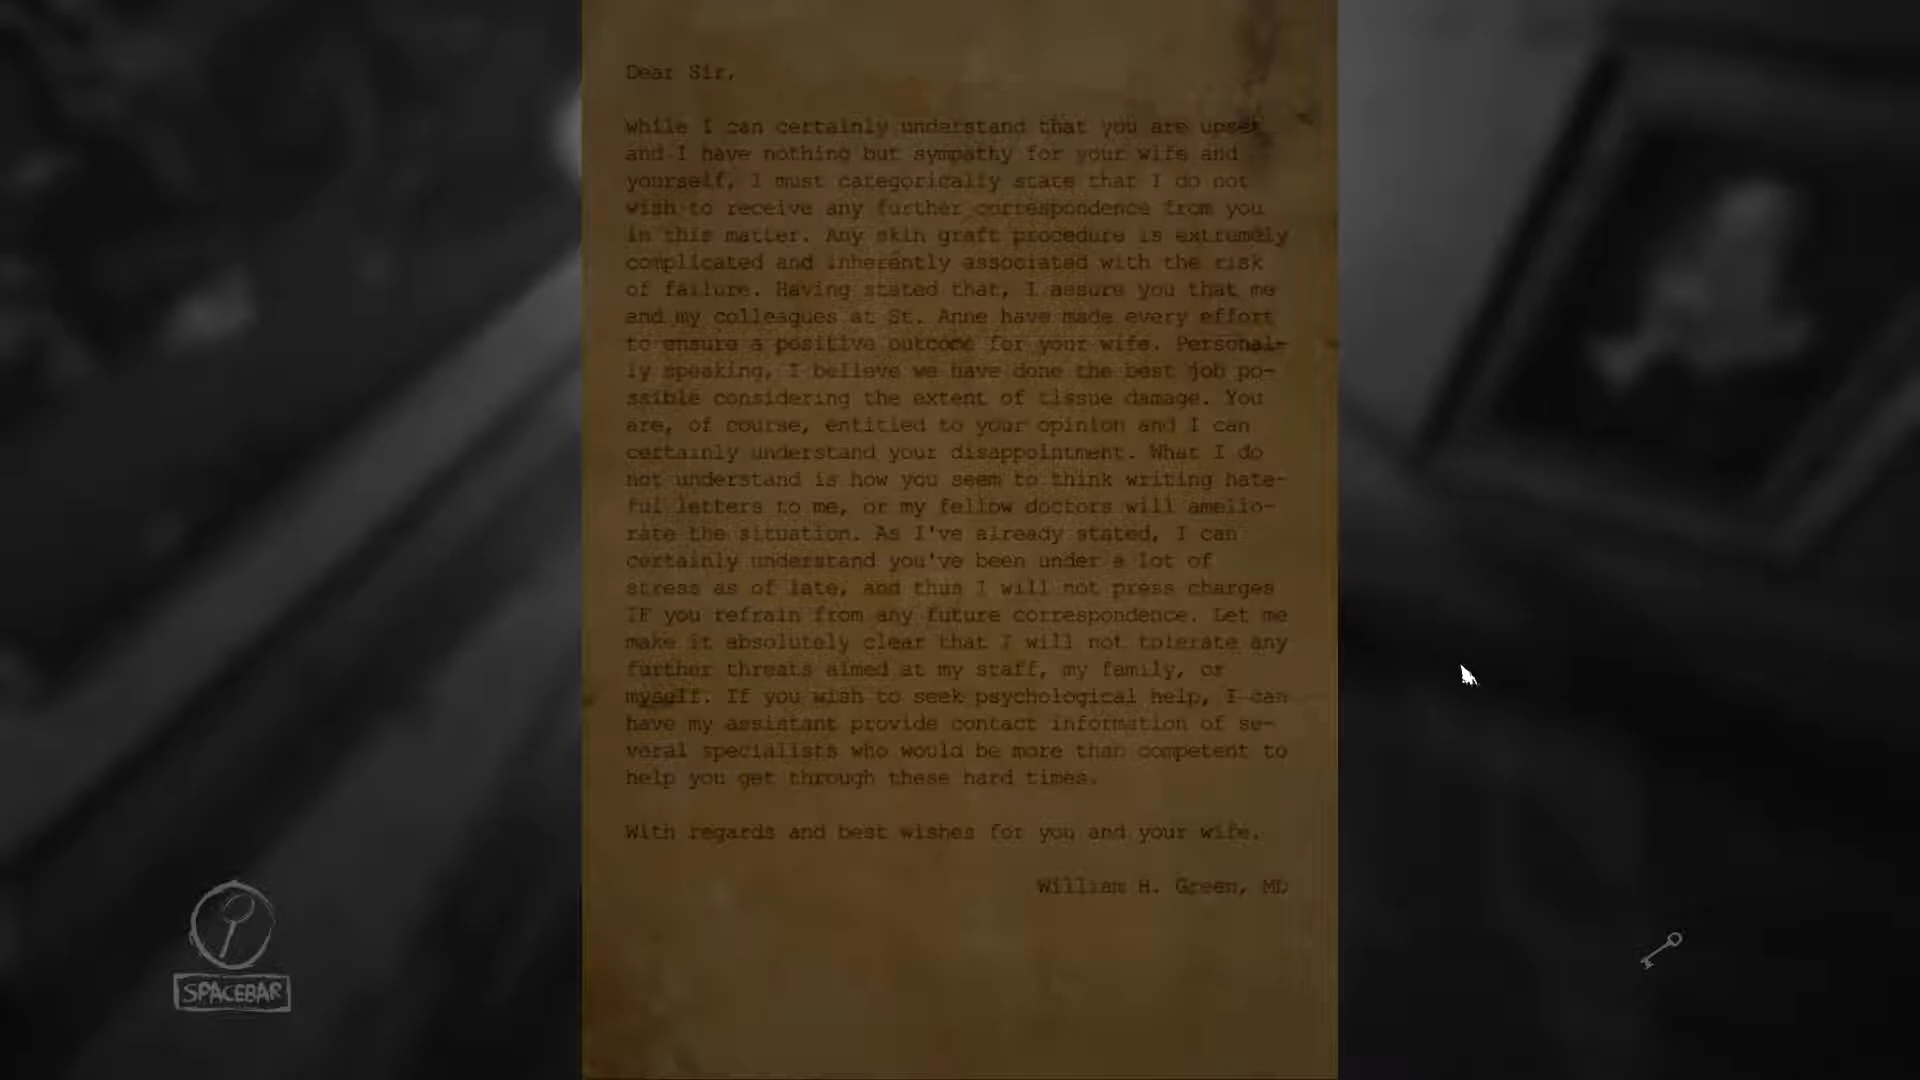 Dear Sir,
while I can certainly understand that you are upset
and I have nothing but sympathy for your wife and
yourself, I must categorically state that I do not
wish to receive any further correspondence from you
in this matter. Any skin graft procedure is extremely
complicated and inherently associated with the risk
of failure. Having stated that, I assure you that me
and my colleagues at St. Anne have made every effort
to ensure a positive outcome for your wife. Personal-
ly speaking, I believe we have done the best job po-
ssible considering the extent of tissue damage. You
are, of course, entitled to your opinion and I can
certainly understand your disappointment. What I do
not understand is how you seem to think writing hate-
ful letters to me, or my fellow doctors will amelio-
rate the situation. As I've already stated, I can
certainly understand you've been under a lot of
stress as of late, and thus I will not press charges
IF you refrain from any future correspondence. Let me
make it absolutely clear that I will not tolerate any
further threats aimed at my staff, my family, or
myself. If you wish to seek psychological help, I can
have my assistant provide contact information of se-
veral specialists who would be more than competent to
help you get through these hard times.
With regards and best wishes for you and your wife.
William H. Green, MD
SPACEBAR